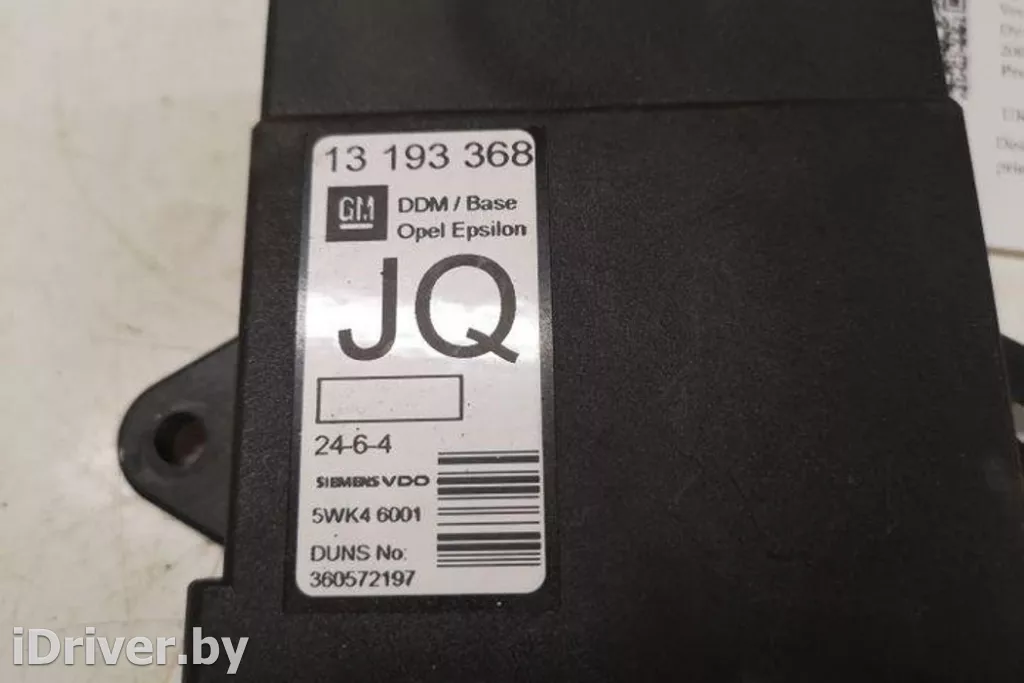 13 193 368
GM
DDM / Base
Opel Epsilon
JQ
24-6-4
SIEMENS VDO
5WK4 6001
DUNS No:
360572197
iDriver.by